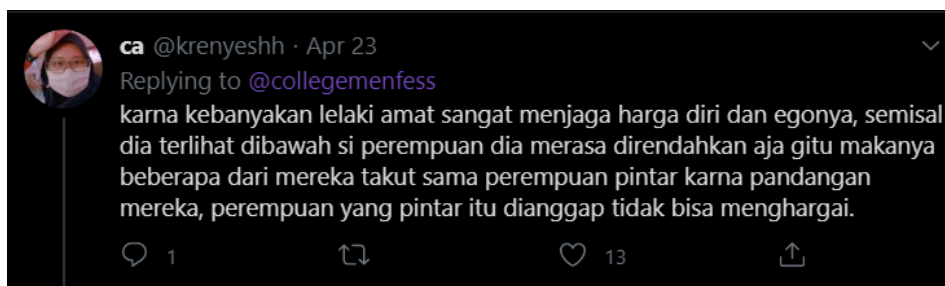 ca @krenyeshh · Apr 23
Replying to @collegemenfess
karna kebanyakan lelaki amat sangat menjaga harga diri dan egonya, semisal
dia terlihat dibawah si perempuan dia merasa direndahkan aja gitu makanya
beberapa dari mereka takut sama perempuan pintar karna pandangan
mereka, perempuan yang pintar itu dianggap tidak bisa menghargai.
1 13